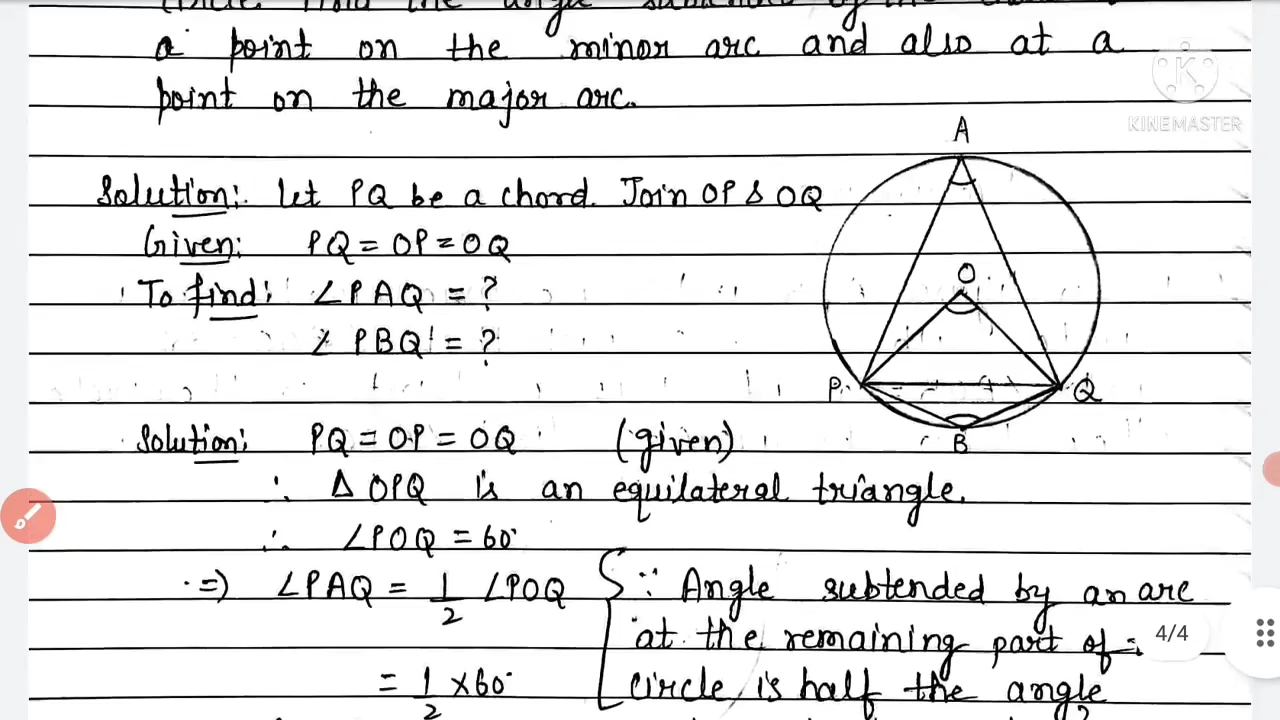 a point on the minor arc and also at a
point on the major arc.
KINEMASTER
A
Solution: Let PQ be a chord. Join OP & OQ
Given: PQ = OP = OQ
To find: ∠PAQ = ?
∠PBQ = ?
O
P
Q
B
Solution: PQ = OP = OQ (given)
∴ Δ OPQ is an equilateral triangle.
∴ ∠POQ = 60°
=> ∠PAQ = 1/2 ∠POQ { ∵ Angle subtended by an arc
at the remaining part of
4/4
= 1/2 × 60° circle is half the angle